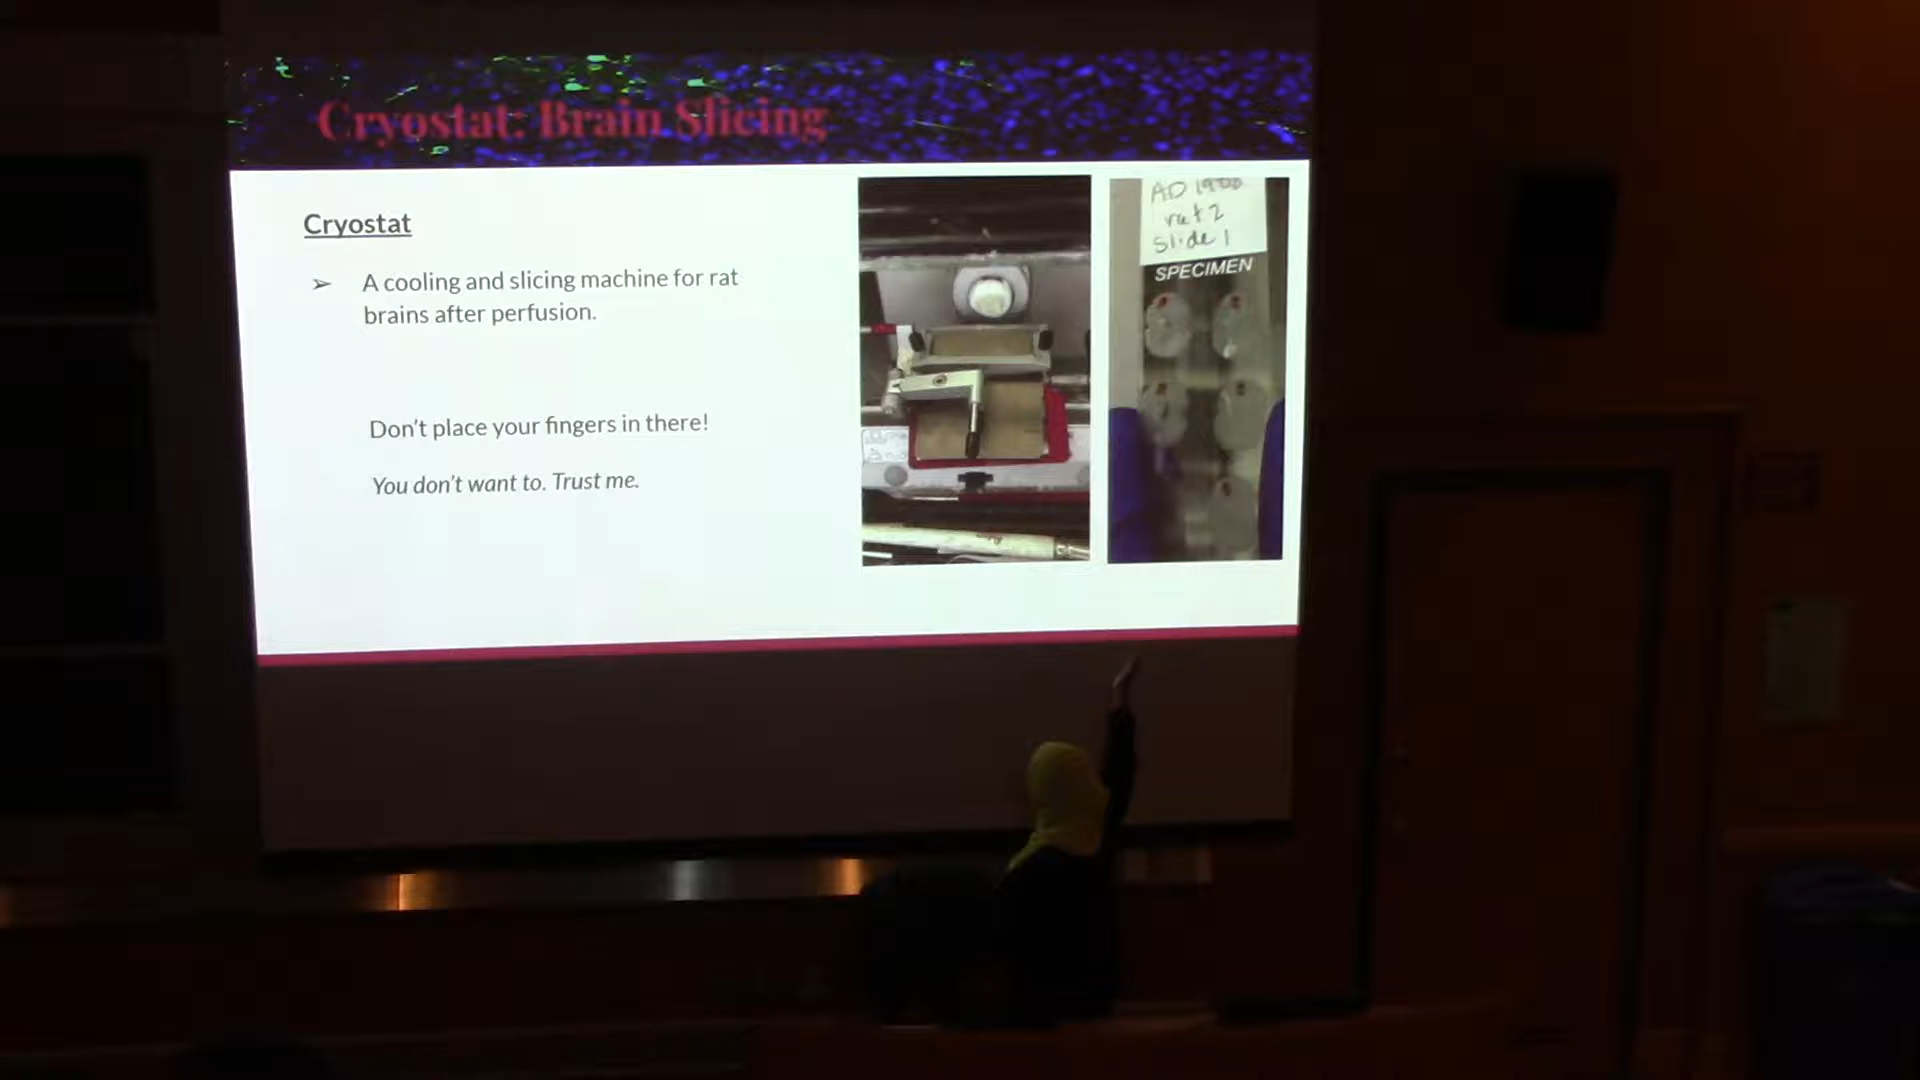 Cryostat: Brain Slicing
Cryostat
➢ A cooling and slicing machine for rat
brains after perfusion.
Don't place your fingers in there!
You don't want to. Trust me.
AD
rat 2
Slide 1
SPECIMEN